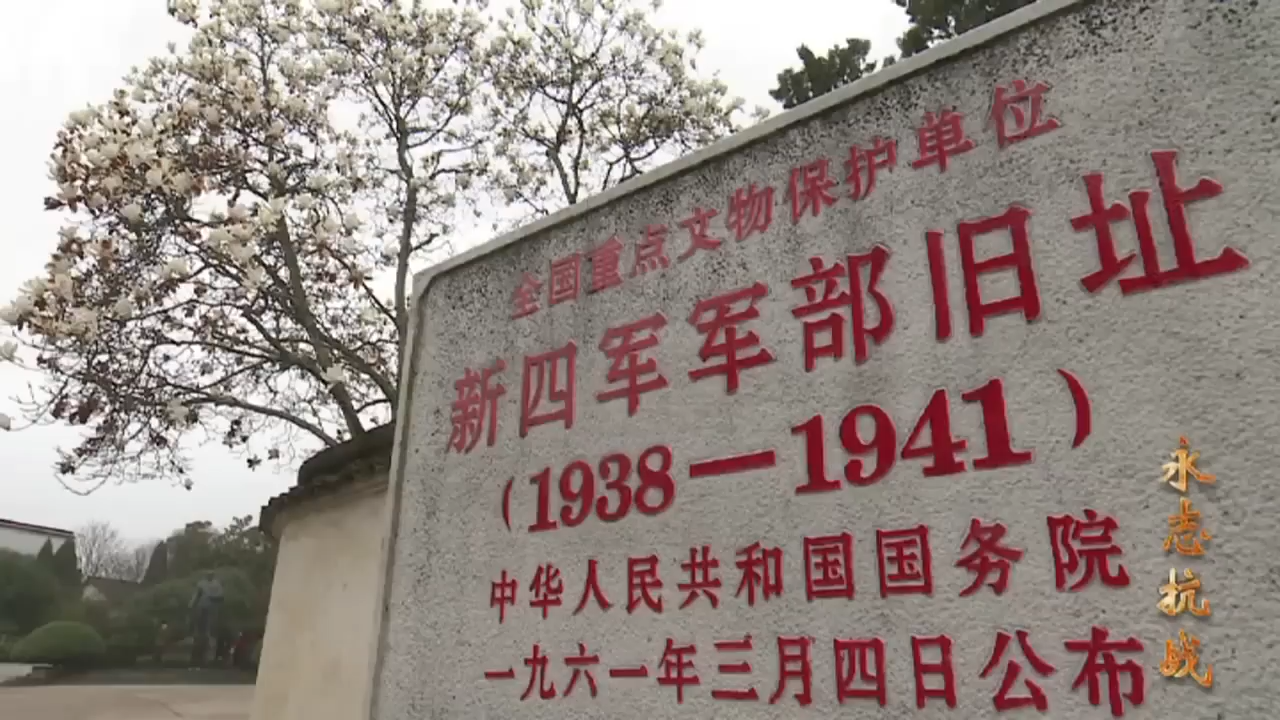 全国重点文物保护单位
新四军军部旧址
（1938—1941）
中华人民共和国国务院
一九六一年三月四日公布
永志抗战